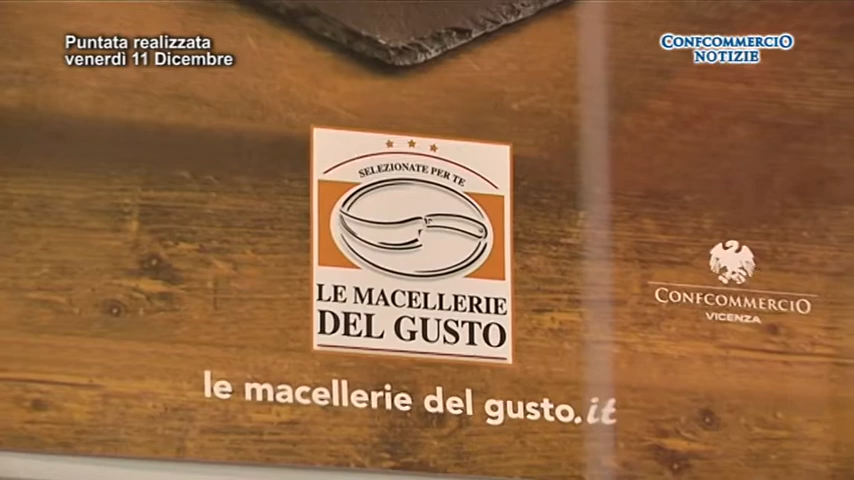 Puntata realizzata
venerdì 11 Dicembre
CONFCOMMERCIO
NOTIZIE
SELEZIONATE PER TE
LE MACELLERIE
DEL GUSTO
CONFCOMMERCIO
VICENZA
le macellerie del gusto.it